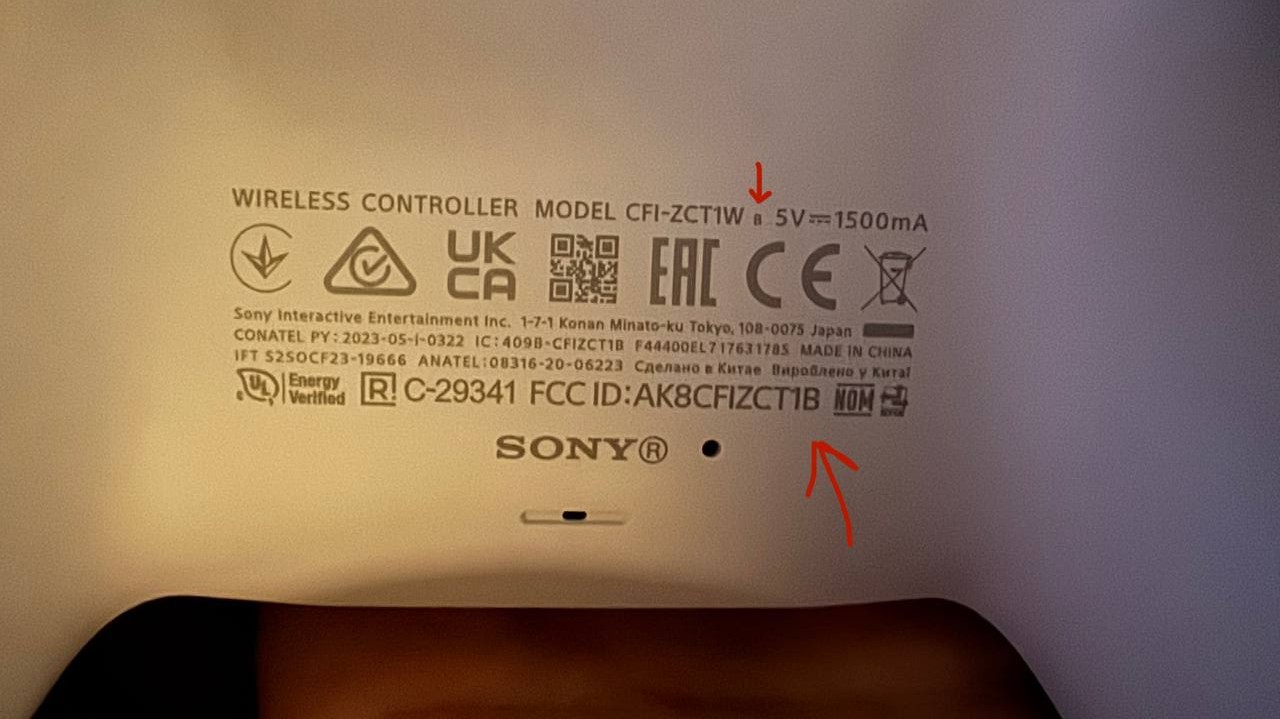 WIRELESS CONTROLLER MODEL CFI-ZCT1W B 5V⎓1500mA
UK
CA
EAC
CE
Sony Interactive Entertainment Inc. 1-7-1 Konan Minato-ku Tokyo, 108-0075 Japan
CONATEL PY: 2023-05-I-0322 IC: 409B-CFIZCT1B F44400EL71763178S MADE IN CHINA
IFT S2SOCF23-19666 ANATEL: 08316-20-06223 Сделано в Китае Вироблено у Китаї
UL Energy Verified R! C-29341 FCC ID: AK8CFIZCT1B NOM
SONY®